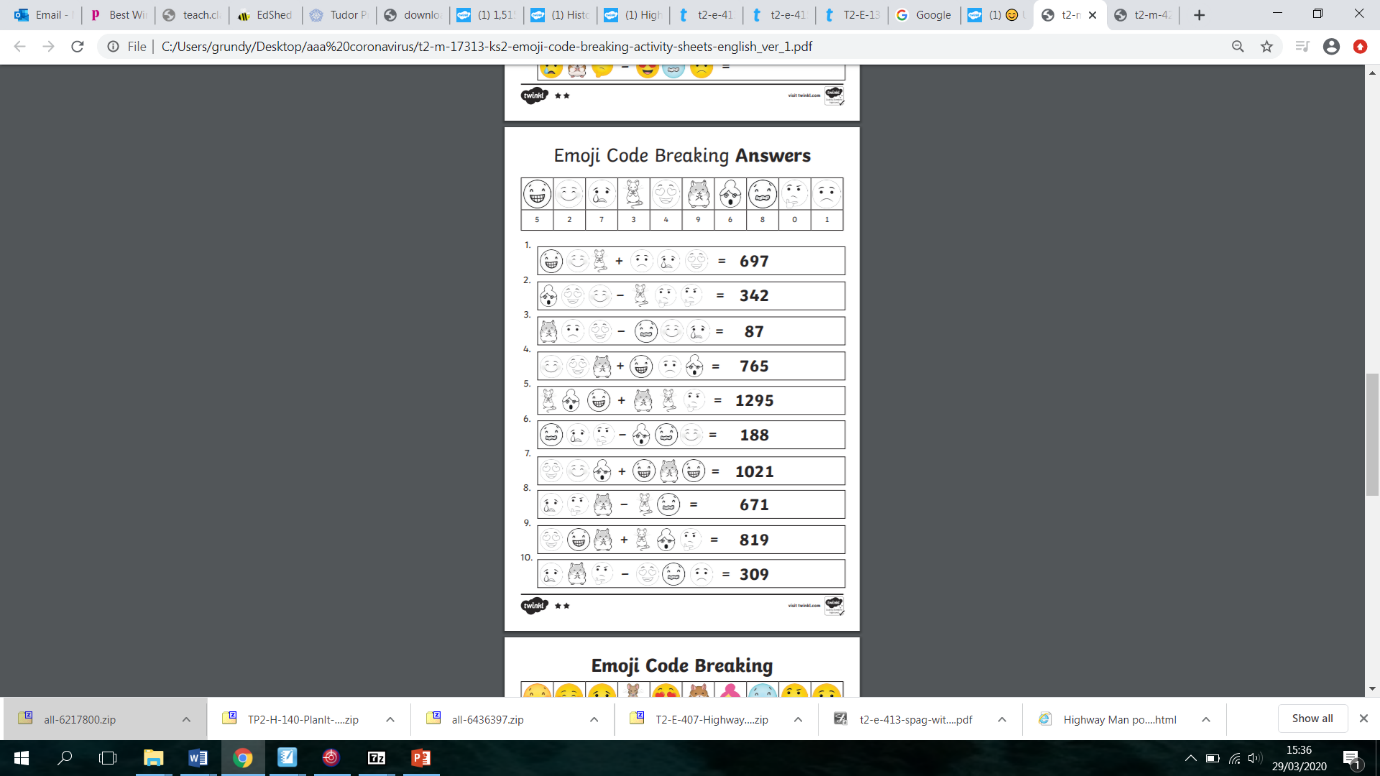 Email -
Best Wi
teach.cl
EdShed
Tudor P
downlo
(1) 1,51
(1) Hist
(1) High
t2-e-41
t2-e-41
T2-E-13
Google
(1)
t2-m-42
File | C:/Users/grundy/Desktop/aaa%20coronavirus/t2-m-17313-ks2-emoji-code-breaking-activity-sheets-english_ver_1.pdf
- =
twinkl
visit twinkl.com
twinkl
Emoji Code Breaking Answers
5 2 7 3 4 9 6 8 0 1
1. + = 697
2. - = 342
3. - = 87
4. + = 765
5. + = 1295
6. - = 188
7. + = 1021
8. - = 671
9. + = 819
10. - = 309
twinkl
visit twinkl.com
twinkl
Emoji Code Breaking
all-6217800.zip
TP2-H-140-PlanIt-....zip
all-6436397.zip
T2-E-407-Highway....zip
t2-e-413-spag-wit....pdf
Highway Man po....html
Show all
15:36
29/03/2020
1